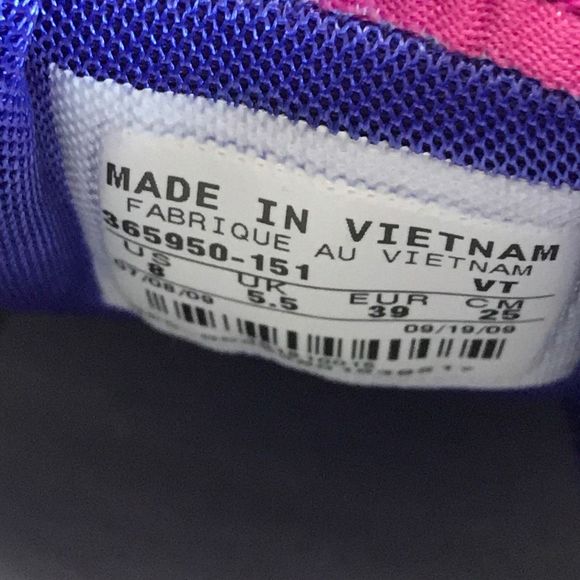 MADE IN VIETNAM
FABRIQUE AU VIETNAM
365950-151 VT
US UK EUR CM
8 5.5 39 25
07/08/09 09/19/09